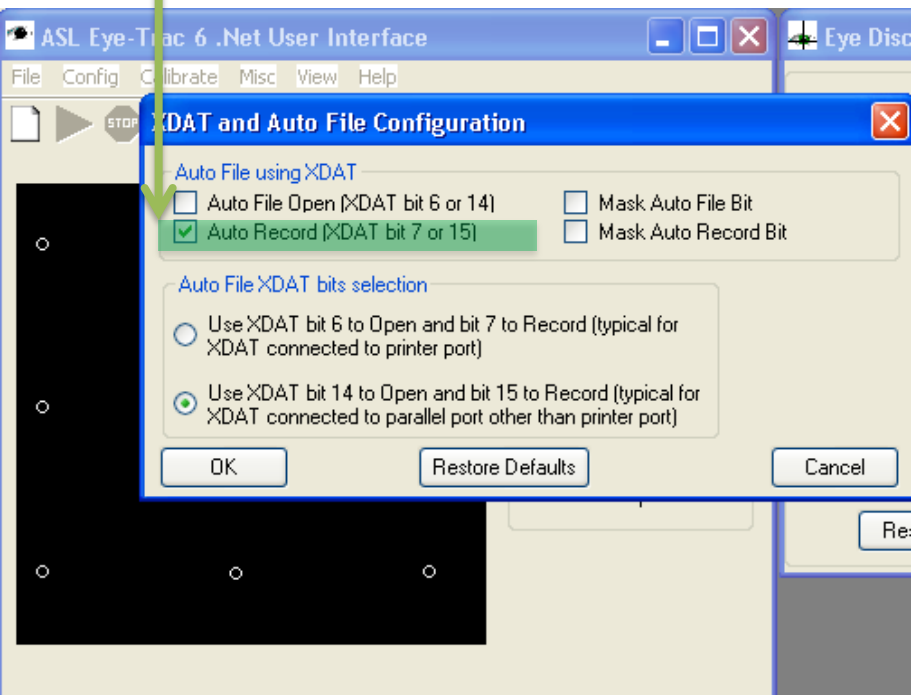 ASL Eye-Trac 6 .Net User Interface
Eye Disc
File Config Calibrate Misc View Help
STOP
XDAT and Auto File Configuration
Auto File using XDAT
Auto File Open (XDAT bit 6 or 14)
Mask Auto File Bit
Auto Record (XDAT bit 7 or 15)
Mask Auto Record Bit
Auto File XDAT bits selection
Use XDAT bit 6 to Open and bit 7 to Record (typical for
XDAT connected to printer port)
Use XDAT bit 14 to Open and bit 15 to Record (typical for
XDAT connected to parallel port other than printer port)
OK
Restore Defaults
Cancel
Re